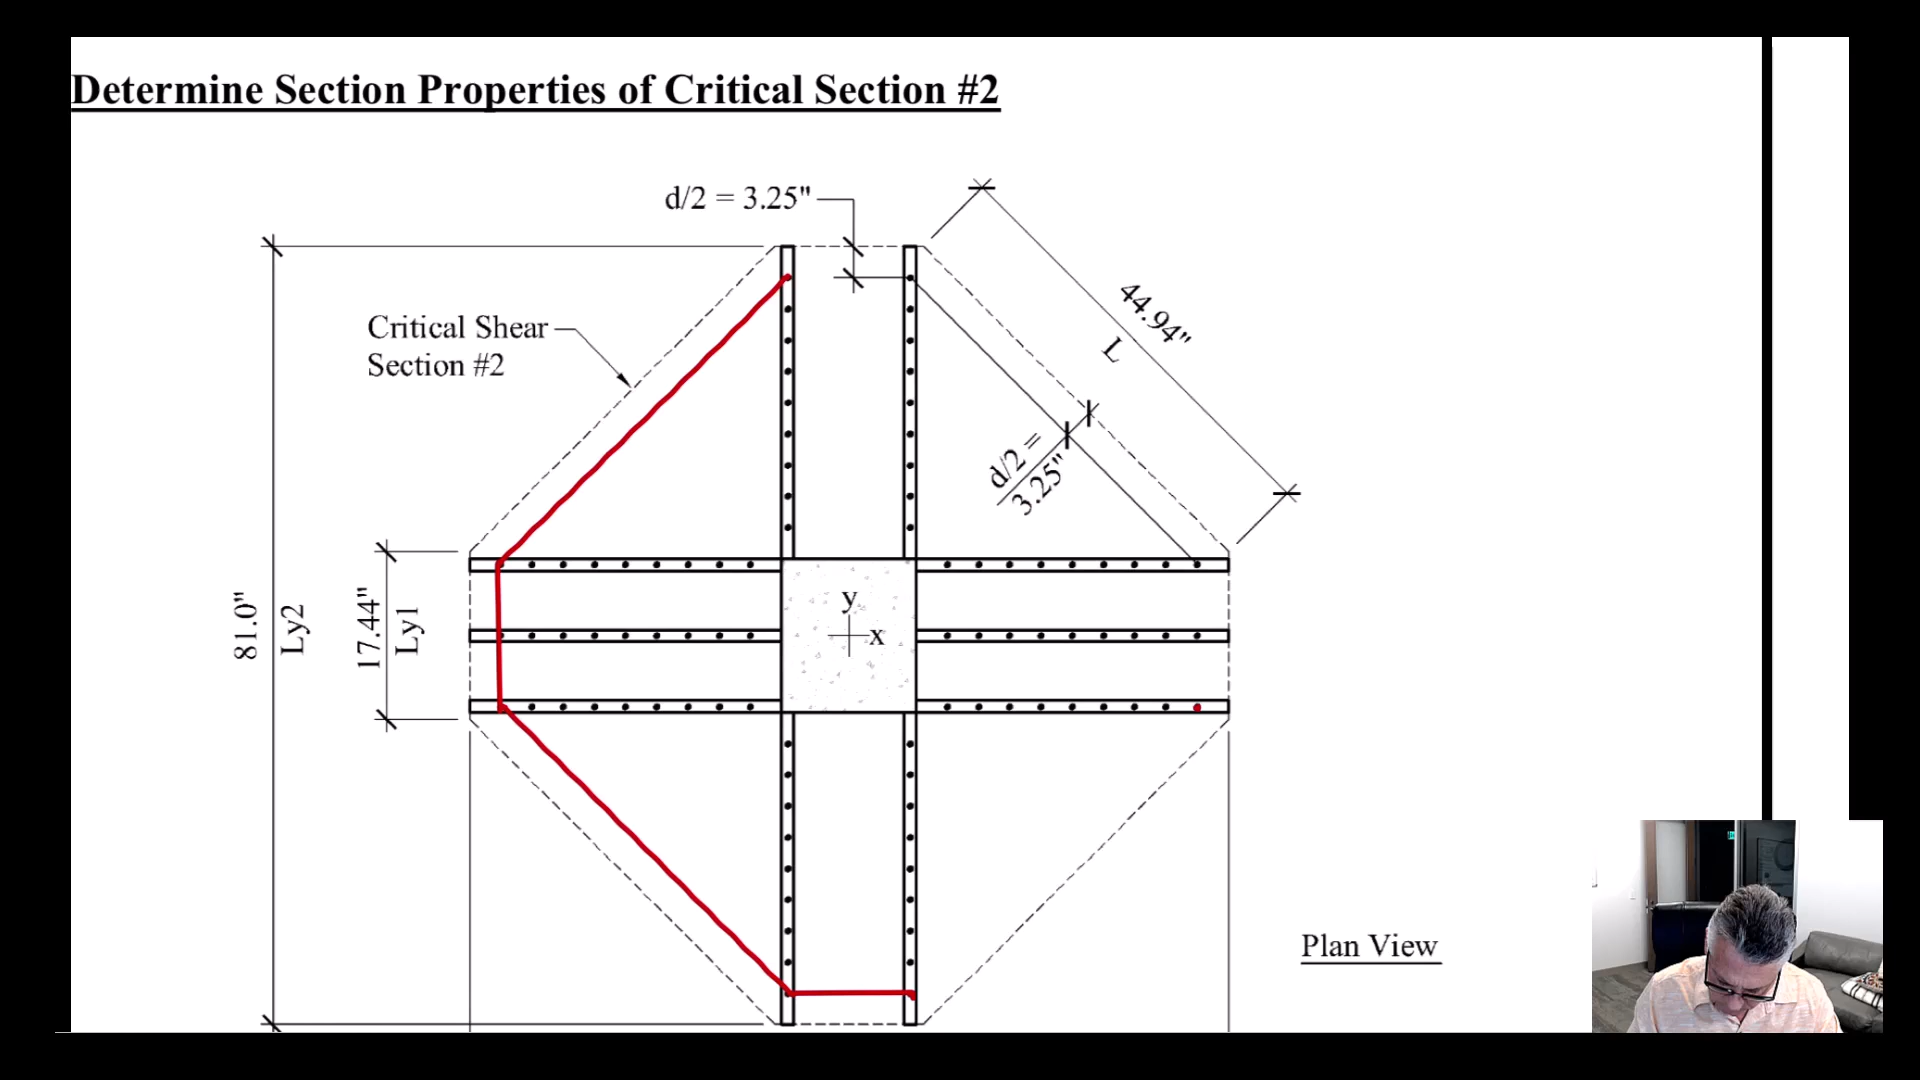 Determine Section Properties of Critical Section #2
d/2 = 3.25"
44.94"
L
Critical Shear
Section #2
d/2 =
3.25"
81.0"
Ly2
17.44"
Ly1
y
x
Plan View